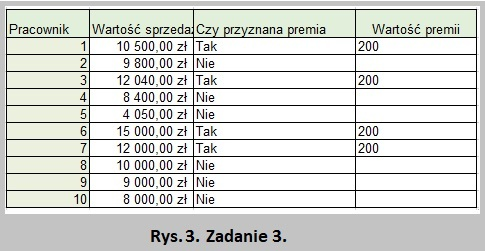 Pracownik Wartość sprzedaż Czy przyznana premia Wartość premii
1 10 500,00 zł Tak 200
2 9 800,00 zł Nie
3 12 040,00 zł Tak 200
4 8 400,00 zł Nie
5 4 050,00 zł Nie
6 15 000,00 zł Tak 200
7 12 000,00 zł Tak 200
8 10 000,00 zł Nie
9 9 000,00 zł Nie
10 8 000,00 zł Nie
Rys. 3. Zadanie 3.